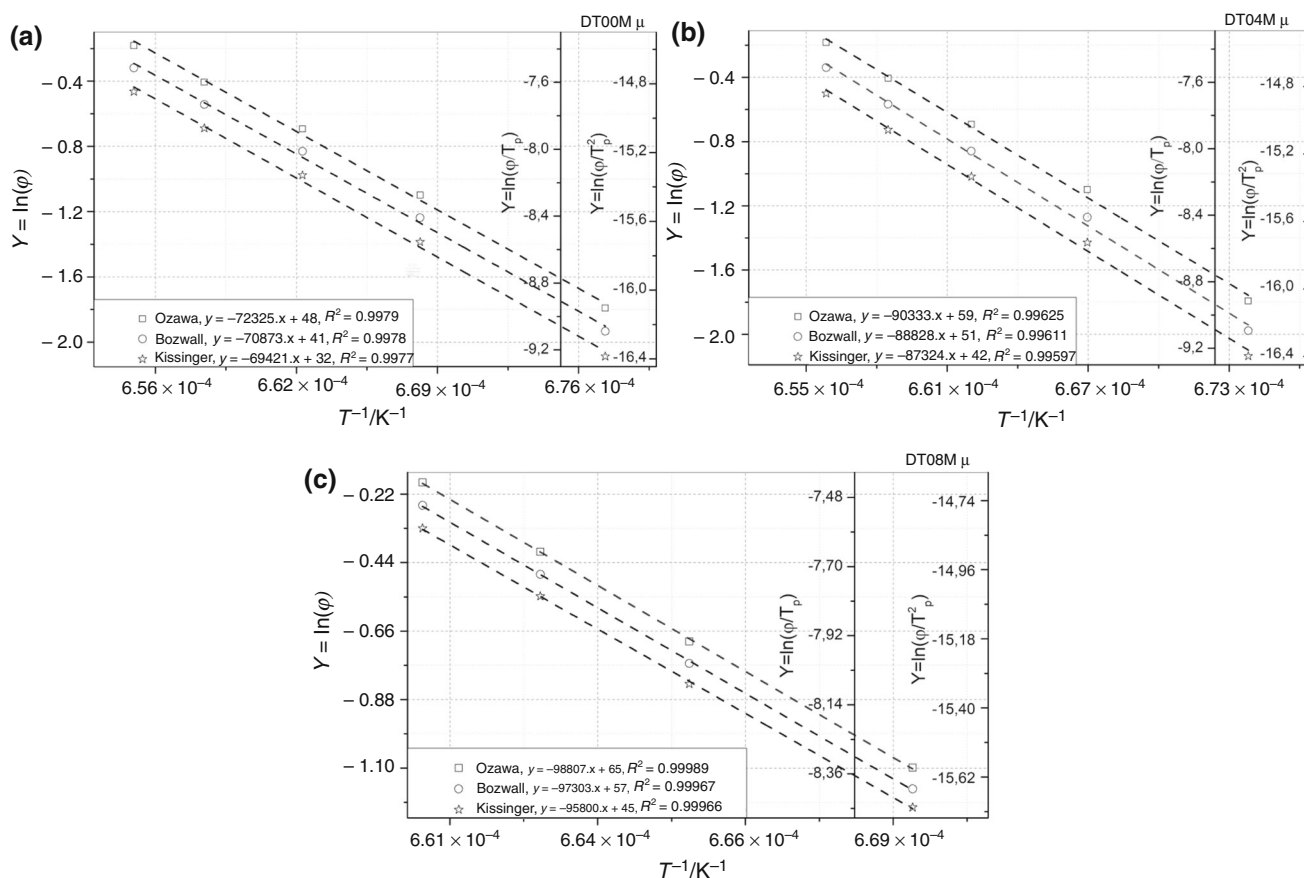 (a)
DT00M μ
Y = ln(φ)
− 0.4
− 0.8
− 1.2
− 1.6
− 2.0
-7.6
-8.0
-8.4
-8.8
-9.2
Y=ln(φ/Tₚ)
-14.8
-15.2
-15.6
-16.0
-16.4
Y=ln(φ/Tₚ²)
Ozawa, y = −72325.x + 48, R² = 0.9979
Bozwall, y = −70873.x + 41, R² = 0.9978
Kissinger, y = −69421.x + 32, R² = 0.9977
6.56 × 10⁻⁴ 6.62 × 10⁻⁴ 6.69 × 10⁻⁴ 6.76 × 10⁻⁴
T⁻¹/K⁻¹
(b)
DT04M μ
Y = ln(φ)
− 0.4
− 0.8
− 1.2
− 1.6
− 2.0
-7.6
-8.0
-8.4
-8.8
-9.2
Y=ln(φ/Tₚ)
-14.8
-15.2
-15.6
-16.0
-16.4
Y=ln(φ/Tₚ²)
Ozawa, y = −90333.x + 59, R² = 0.99625
Bozwall, y = −88828.x + 51, R² = 0.99611
Kissinger, y = −87324.x + 42, R² = 0.99597
6.55 × 10⁻⁴ 6.61 × 10⁻⁴ 6.67 × 10⁻⁴ 6.73 × 10⁻⁴
T⁻¹/K⁻¹
(c)
DT08M μ
Y = ln(φ)
− 0.22
− 0.44
− 0.66
− 0.88
− 1.10
-7,48
-7,70
-7,92
-8,14
-8,36
Y=ln(φ/Tₚ)
-14,74
-14,96
-15,18
-15,40
-15,62
Y=ln(φ/T²ₚ)
Ozawa, y = −98807.x + 65, R² = 0.99989
Bozwall, y = −97303.x + 57, R² = 0.99967
Kissinger, y = −95800.x + 45, R² = 0.99966
6.61 × 10⁻⁴ 6.64 × 10⁻⁴ 6.66 × 10⁻⁴ 6.69 × 10⁻⁴
T⁻¹/K⁻¹